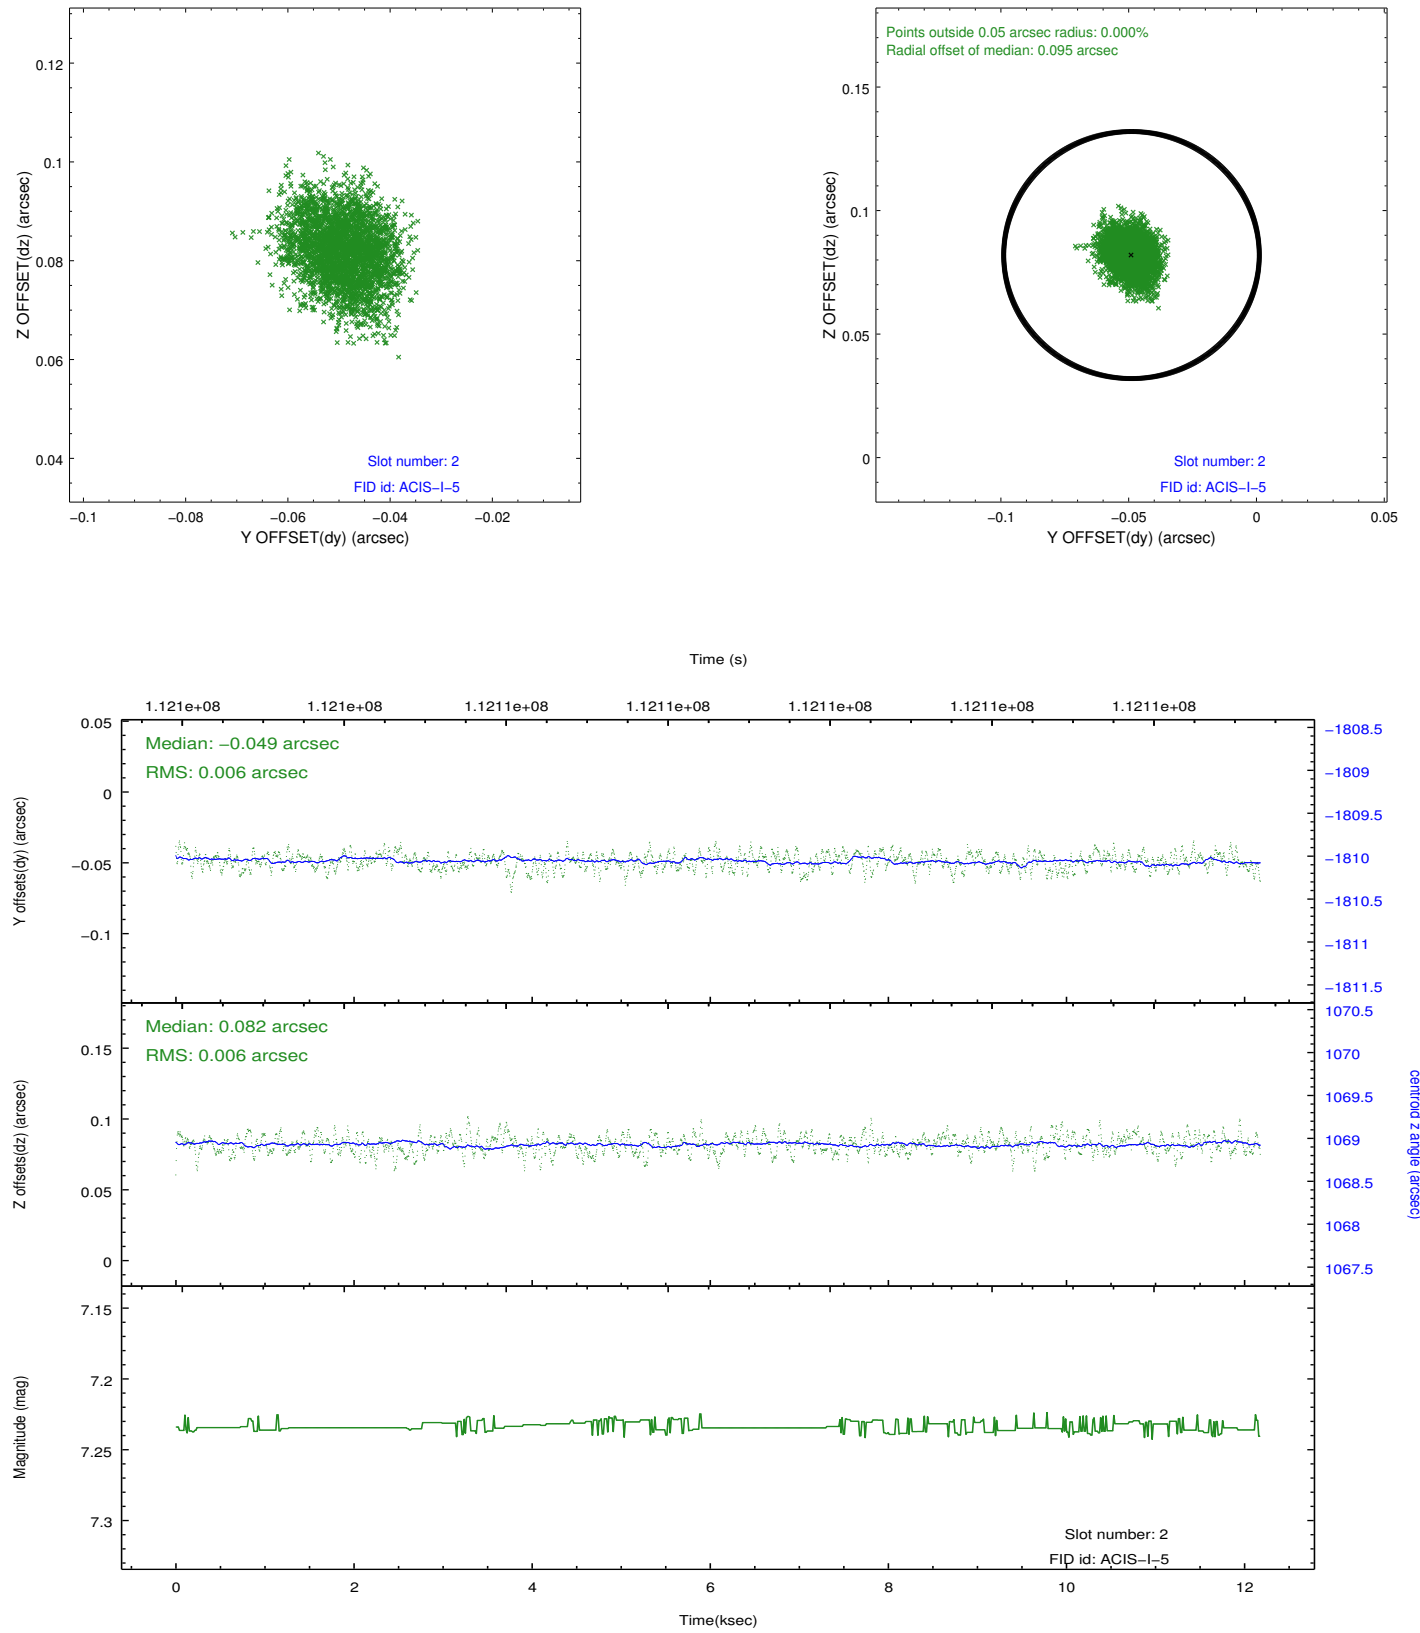 0.12
0.1
0.08
0.06
0.04
Z OFFSET(dz) (arcsec)
Slot number: 2
FID id: ACIS−I−5
−0.1
−0.08
−0.06
−0.04
−0.02
Y OFFSET(dy) (arcsec)
Points outside 0.05 arcsec radius: 0.000%
Radial offset of median: 0.095 arcsec
0.15
0.1
0.05
0
Z OFFSET(dz) (arcsec)
Slot number: 2
FID id: ACIS−I−5
−0.1
−0.05
0
0.05
Y OFFSET(dy) (arcsec)
Time (s)
1.121e+08
1.121e+08
1.1211e+08
1.1211e+08
1.1211e+08
1.1211e+08
1.1211e+08
Median: −0.049 arcsec
RMS: 0.006 arcsec
0.05
0
−0.05
−0.1
Y offsets(dy) (arcsec)
−1808.5
−1809
−1809.5
−1810
−1810.5
−1811
−1811.5
Median: 0.082 arcsec
RMS: 0.006 arcsec
0.15
0.1
0.05
0
Z offsets(dz) (arcsec)
1070.5
1070
1069.5
1069
1068.5
1068
1067.5
centroid z angle (arcsec)
7.15
7.2
7.25
7.3
Magnitude (mag)
Slot number: 2
FID id: ACIS−I−5
0
2
4
6
8
10
12
Time(ksec)